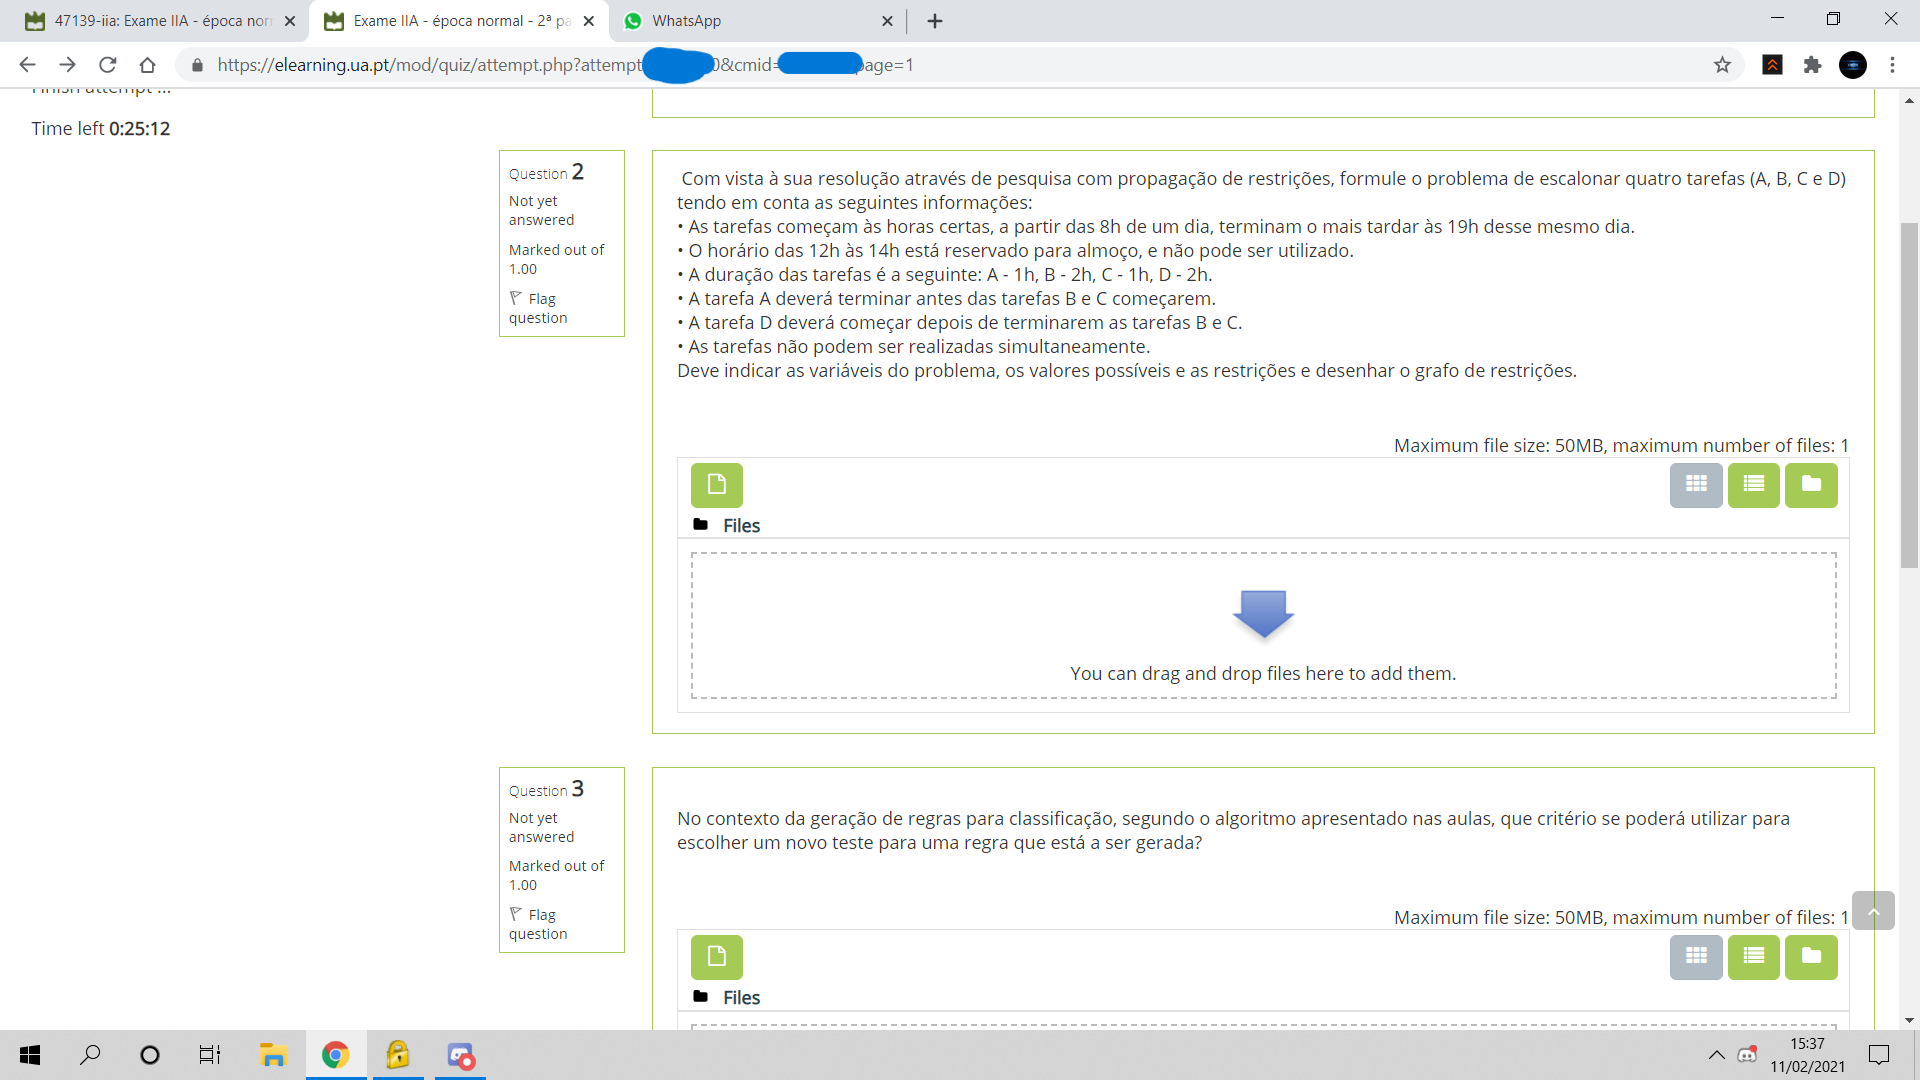 47139-iia: Exame IIA - época nor
Exame IIA - época normal - 2ª pa
WhatsApp
https://elearning.ua.pt/mod/quiz/attempt.php?attempt 0&cmid= page=1
Finish attempt ...
Time left 0:25:12
Question 2
Not yet
answered
Marked out of
1.00
Flag
question
Com vista à sua resolução através de pesquisa com propagação de restrições, formule o problema de escalonar quatro tarefas (A, B, C e D)
tendo em conta as seguintes informações:
• As tarefas começam às horas certas, a partir das 8h de um dia, terminam o mais tardar às 19h desse mesmo dia.
• O horário das 12h às 14h está reservado para almoço, e não pode ser utilizado.
• A duração das tarefas é a seguinte: A - 1h, B - 2h, C - 1h, D - 2h.
• A tarefa A deverá terminar antes das tarefas B e C começarem.
• A tarefa D deverá começar depois de terminarem as tarefas B e C.
• As tarefas não podem ser realizadas simultaneamente.
Deve indicar as variáveis do problema, os valores possíveis e as restrições e desenhar o grafo de restrições.
Maximum file size: 50MB, maximum number of files: 1
Files
You can drag and drop files here to add them.
Question 3
Not yet
answered
Marked out of
1.00
Flag
question
No contexto da geração de regras para classificação, segundo o algoritmo apresentado nas aulas, que critério se poderá utilizar para
escolher um novo teste para uma regra que está a ser gerada?
Maximum file size: 50MB, maximum number of files: 1
Files
15:37
11/02/2021